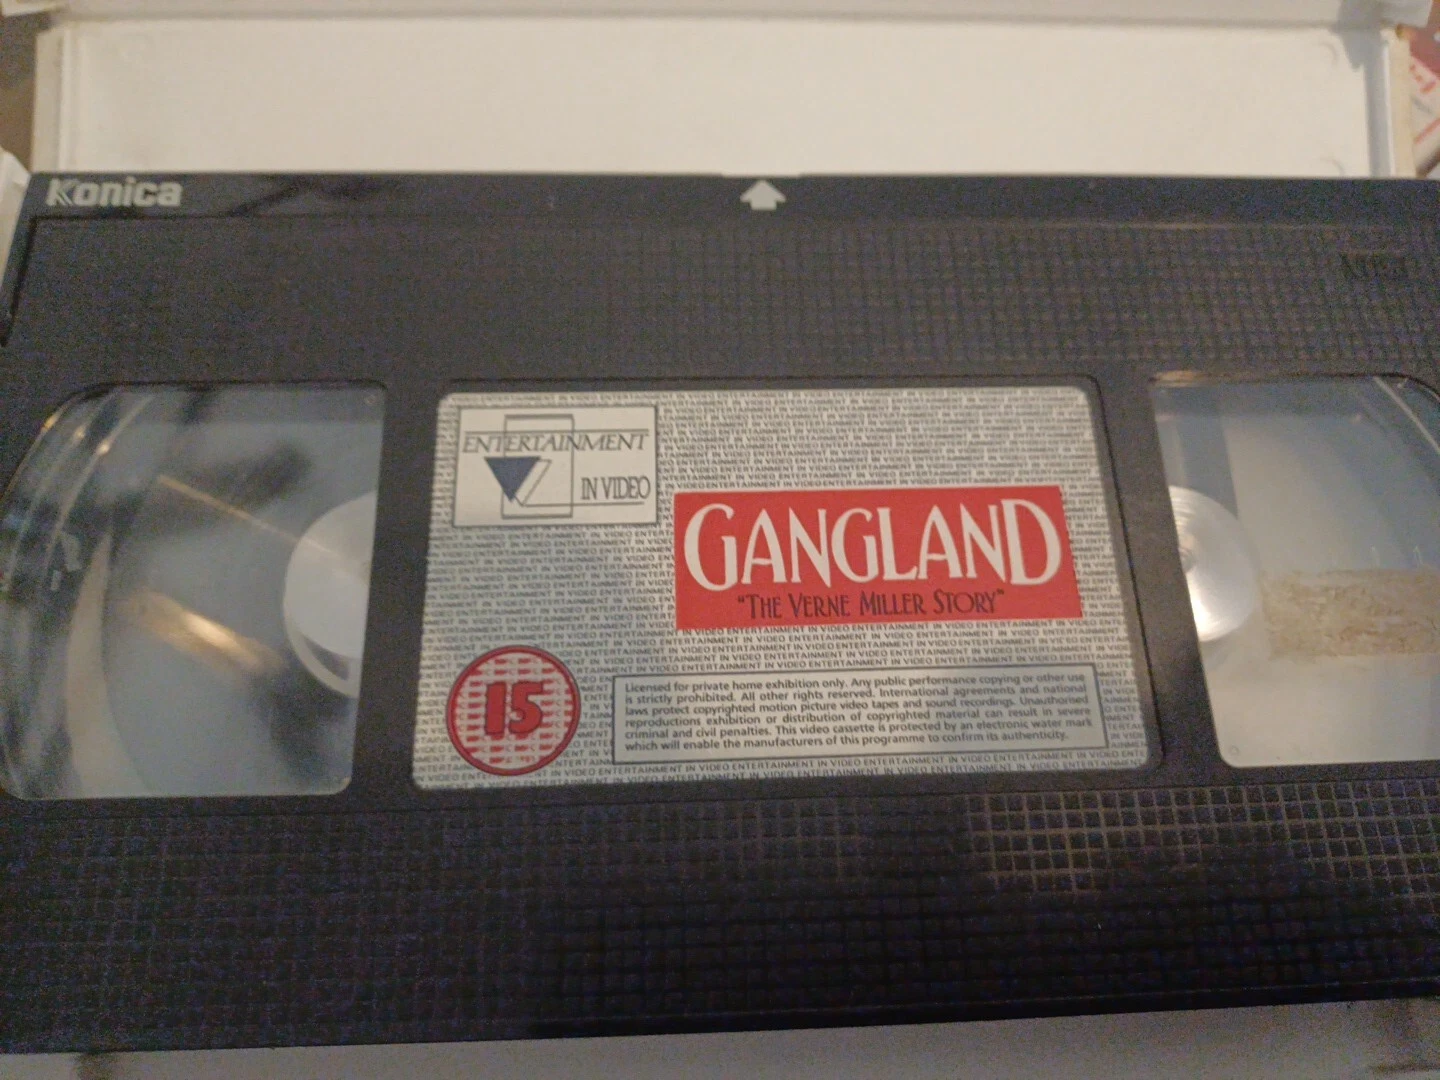 Konica
VHS
ENTERTAINMENT
IN VIDEO
GANGLAND
"THE VERNE MILLER STORY"
15
Licensed for private home exhibition only. Any public performance copying or other use
is strictly prohibited. All other rights reserved. International agreements and national
laws protect copyrighted motion picture video tapes and sound recordings. Unauthorised
reproductions exhibition or distribution of copyrighted material can result in severe
criminal and civil penalties. This video cassette is protected by an electronic water mark
which will enable the manufacturers of this programme to confirm its authenticity.